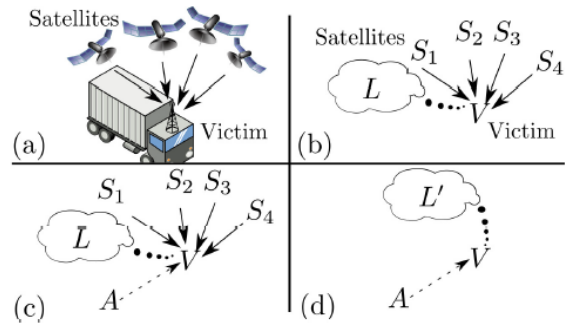 Satellites
Victim
(a)
Satellites
S₁
S₂
S₃
S₄
L
V
Victim
(b)
S₁
S₂
S₃
S₄
L̄
V
A
(c)
L'
V
A
(d)